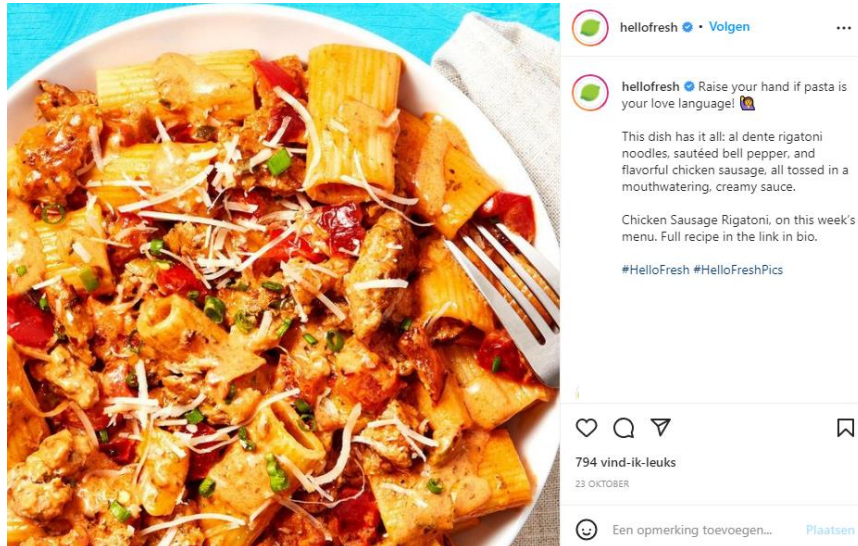 hellofresh • Volgen
hellofresh Raise your hand if pasta is
your love language! 🙋‍♀️
This dish has it all: al dente rigatoni
noodles, sautéed bell pepper, and
flavorful chicken sausage, all tossed in a
mouthwatering, creamy sauce.
Chicken Sausage Rigatoni, on this week's
menu. Full recipe in the link in bio.
#HelloFresh #HelloFreshPics
794 vind-ik-leuks
23 OKTOBER
Een opmerking toevoegen... Plaatsen